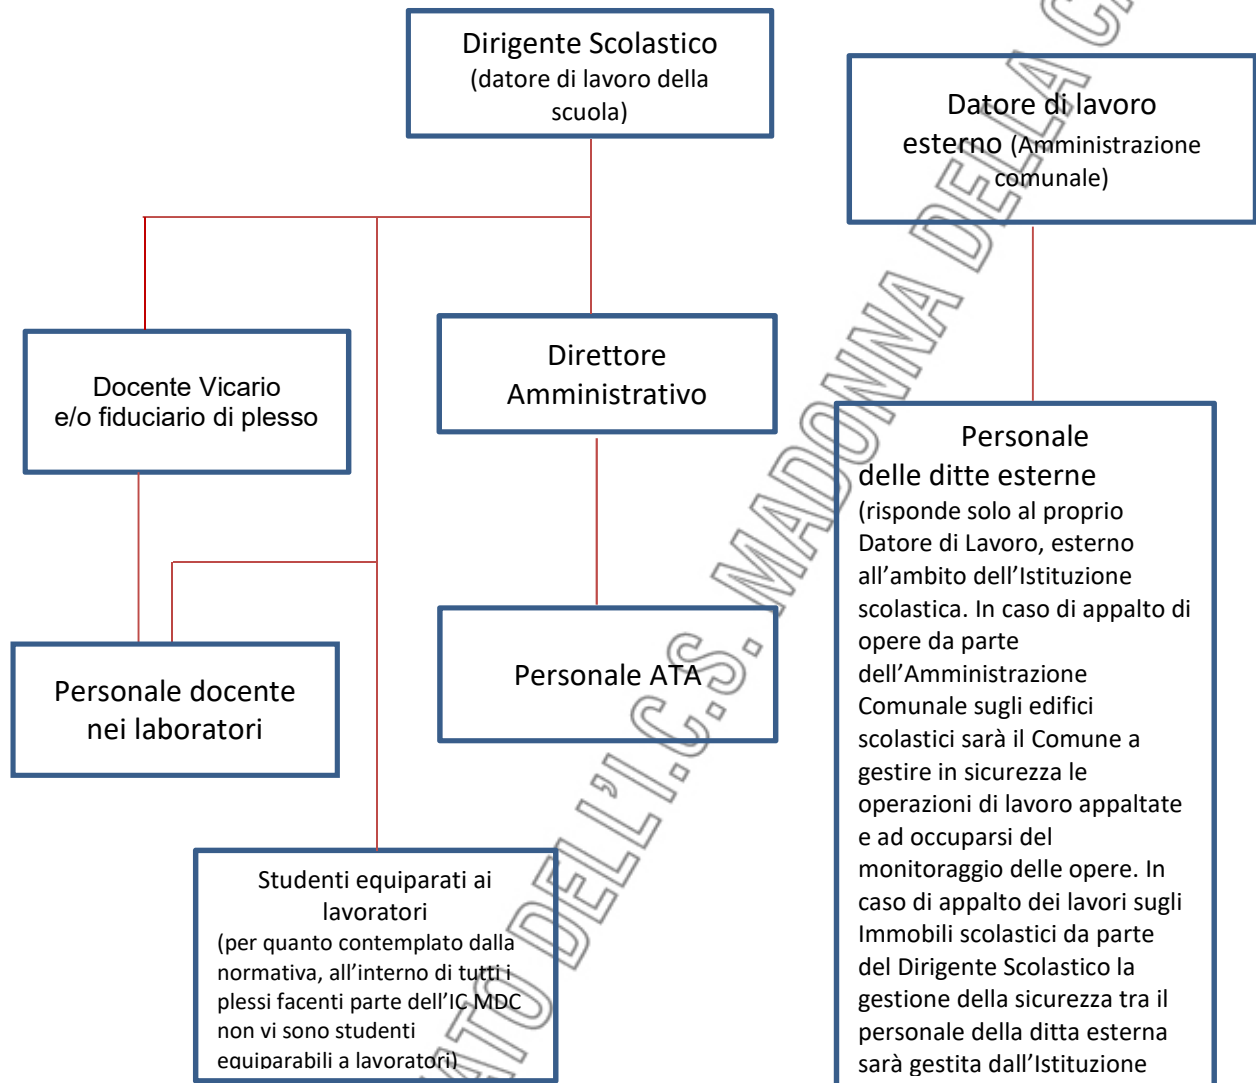 Dirigente Scolastico
(datore di lavoro della
scuola)
Datore di lavoro
esterno (Amministrazione
comunale)
Docente Vicario
e/o fiduciario di plesso
Direttore
Amministrativo
Personale docente
nei laboratori
Personale ATA
Studenti equiparati ai
lavoratori
(per quanto contemplato dalla
normativa, all’interno di tutti i
plessi facenti parte dell’IC MDC
non vi sono studenti
equiparabili a lavoratori)
Personale
delle ditte esterne
(risponde solo al proprio
Datore di Lavoro, esterno
all’ambito dell’Istituzione
scolastica. In caso di appalto di
opere da parte
dell’Amministrazione
Comunale sugli edifici
scolastici sarà il Comune a
gestire in sicurezza le
operazioni di lavoro appaltate
e ad occuparsi del
monitoraggio delle opere. In
caso di appalto dei lavori sugli
Immobili scolastici da parte
del Dirigente Scolastico la
gestione della sicurezza tra il
personale della ditta esterna
sarà gestita dall’Istituzione
DELL'I.C.S. MADONNA DELLA